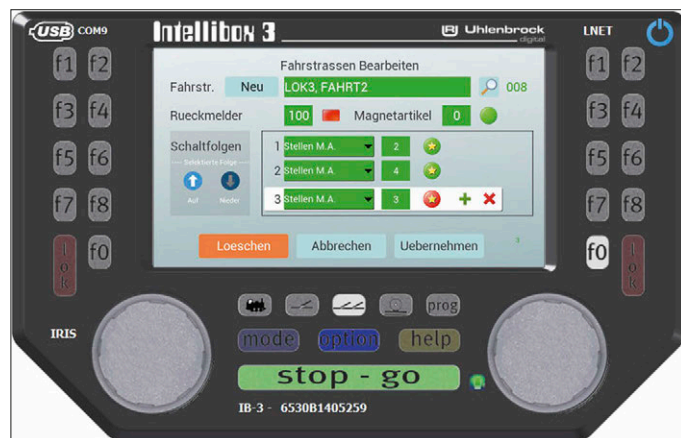 USB COM9 Intellibox 3 Uhlenbrock digital LNET
f1 f2 Fahrstrassen Bearbeiten f1 f2
Fahrstr. Neu LOK3, FAHRT2 008
f3 f4 Rueckmelder 100 Magnetartikel 0 f3 f4
Schaltfolgen 1 Stellen M.A. 2
Selektierte Folge
f5 f6 2 Stellen M.A. 4 f5 f6
f7 f8 Auf Nieder 3 Stellen M.A. 3 f7 f8
lok f0 Loeschen Abbrechen Uebernehmen 3 f0 lok
prog
IRIS mode option help
stop - go
IB-3 - 6530B1405259